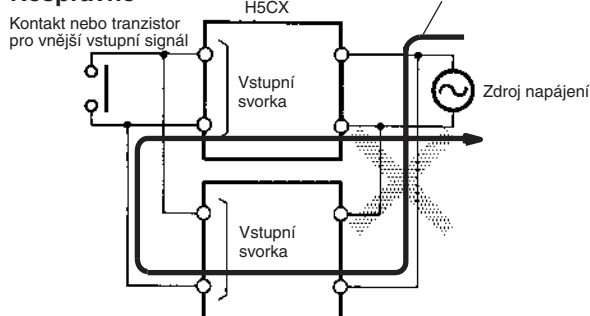 Nesprávně
H5CX
Kontakt nebo tranzistor
pro vnější vstupní signál
Vstupní
svorka
Zdroj napájení
Vstupní
svorka